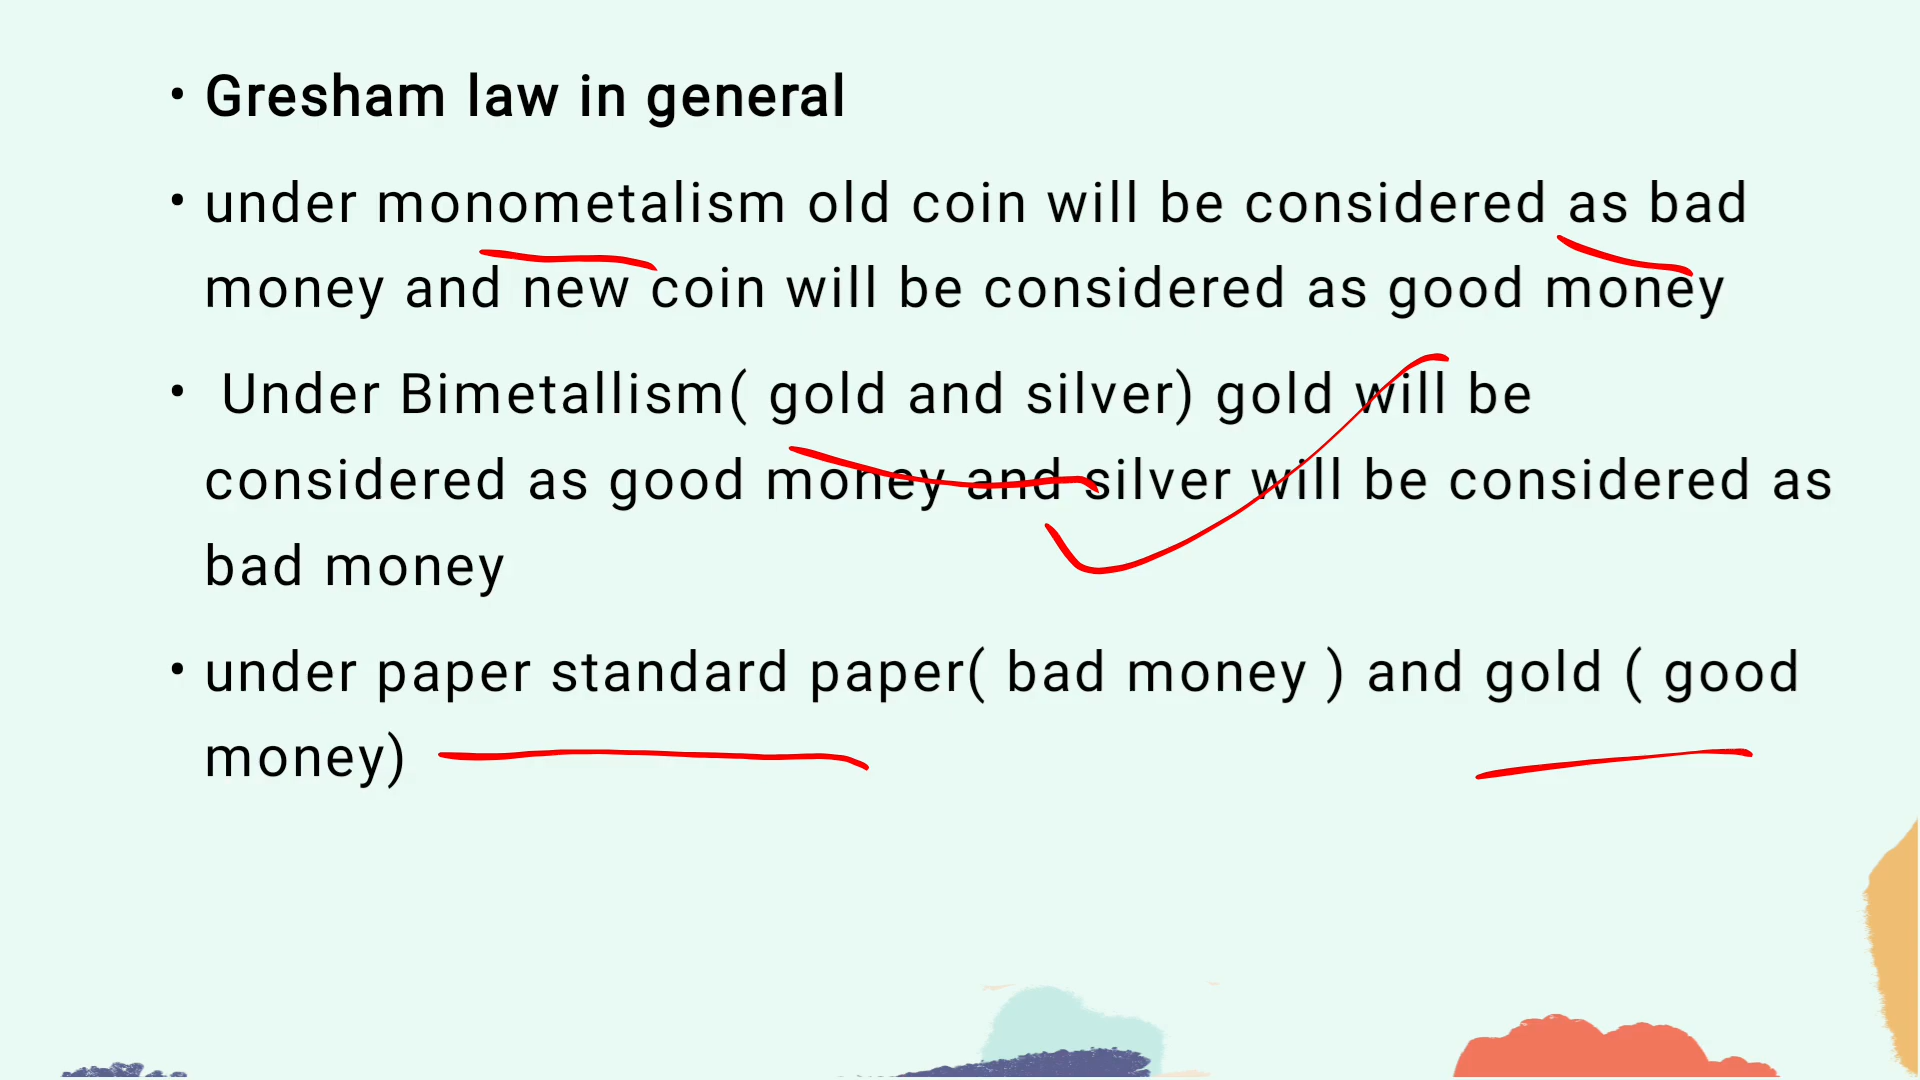 • Gresham law in general
• under monometalism old coin will be considered as bad
money and new coin will be considered as good money
• Under Bimetallism( gold and silver) gold will be
considered as good money and silver will be considered as
bad money
• under paper standard paper( bad money ) and gold ( good
money)